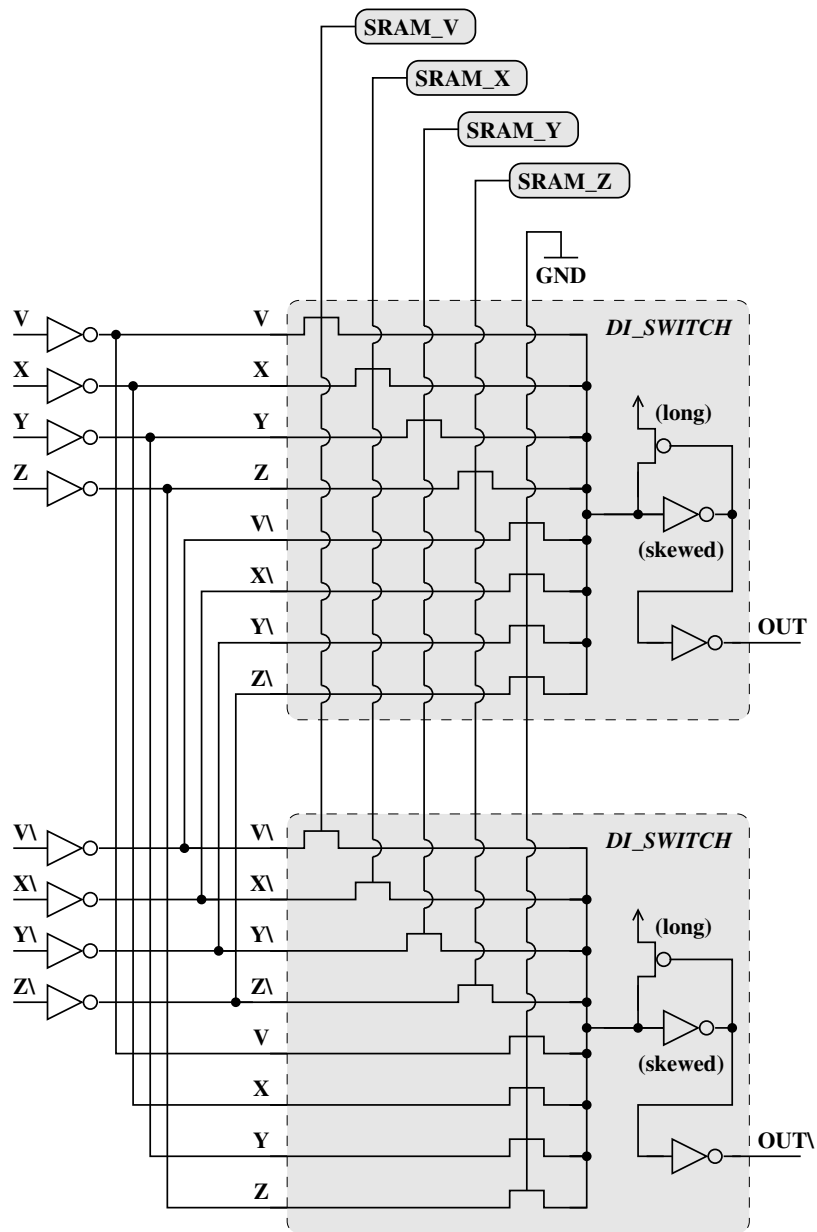 SRAM_V
SRAM_X
SRAM_Y
SRAM_Z
GND
V V DI_SWITCH
X X
(long)
Y Y
Z Z
V\ (skewed)
X\
Y\ OUT
Z\
V\ V\ DI_SWITCH
X\ X\
(long)
Y\ Y\
Z\ Z\
V (skewed)
X
Y OUT\
Z